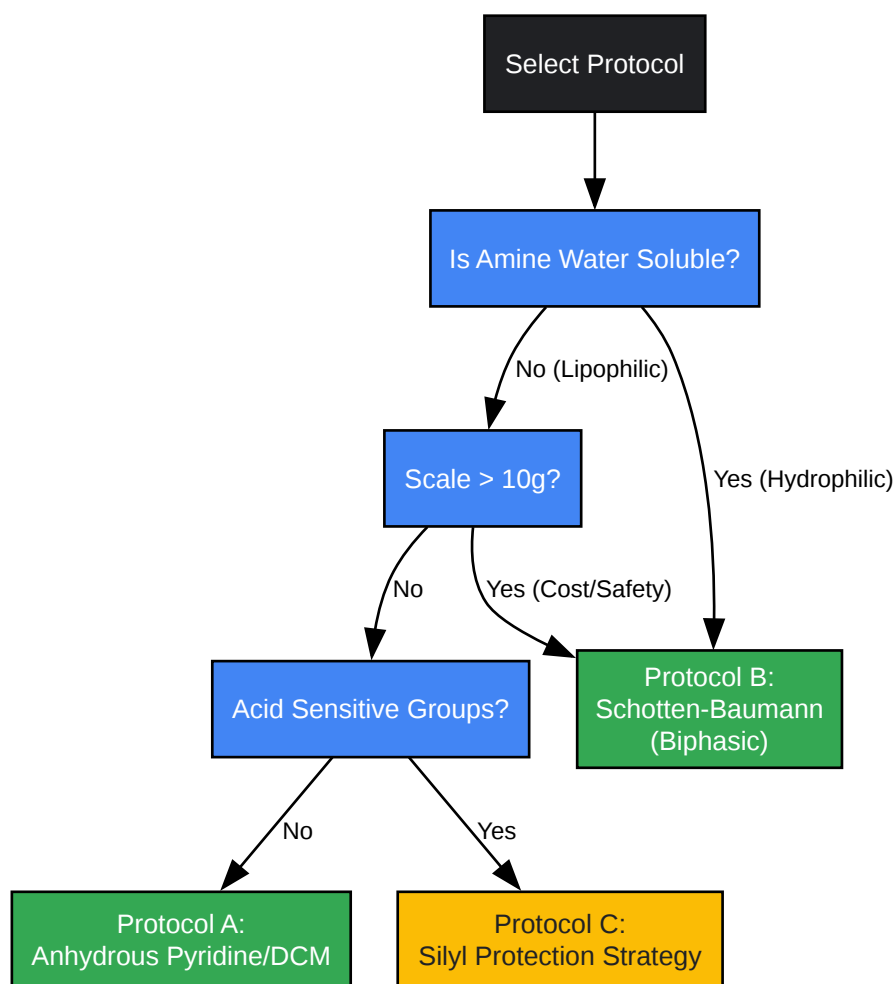 Select Protocol
Is Amine Water Soluble?
No (Lipophilic)
Scale > 10g?
Yes (Hydrophilic)
No
Yes (Cost/Safety)
Acid Sensitive Groups?
Protocol B:
Schotten-Baumann
(Biphasic)
No
Yes
Protocol A:
Anhydrous Pyridine/DCM
Protocol C:
Silyl Protection Strategy